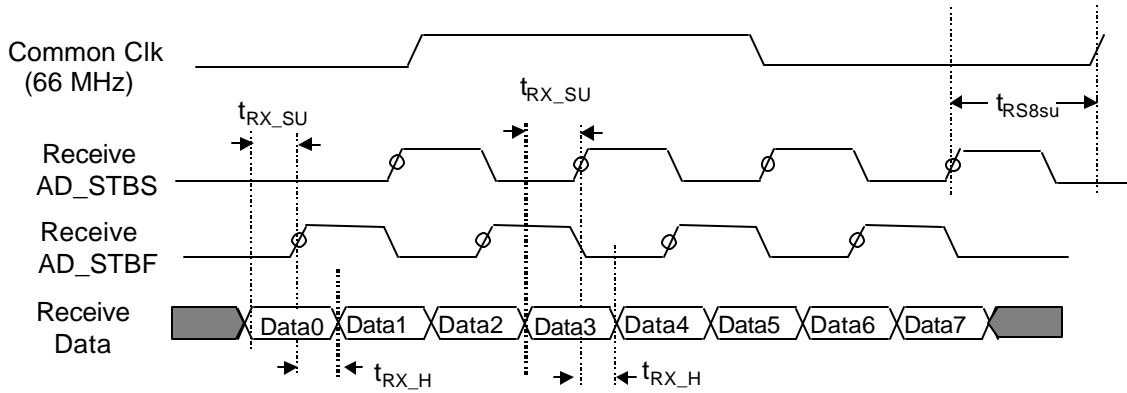 Common Clk
(66 MHz)
tRX_SU
tRX_SU
tRS8su
Receive
AD_STBS
Receive
AD_STBF
Receive
Data
Data0 Data1 Data2 Data3 Data4 Data5 Data6 Data7
tRX_H
tRX_H